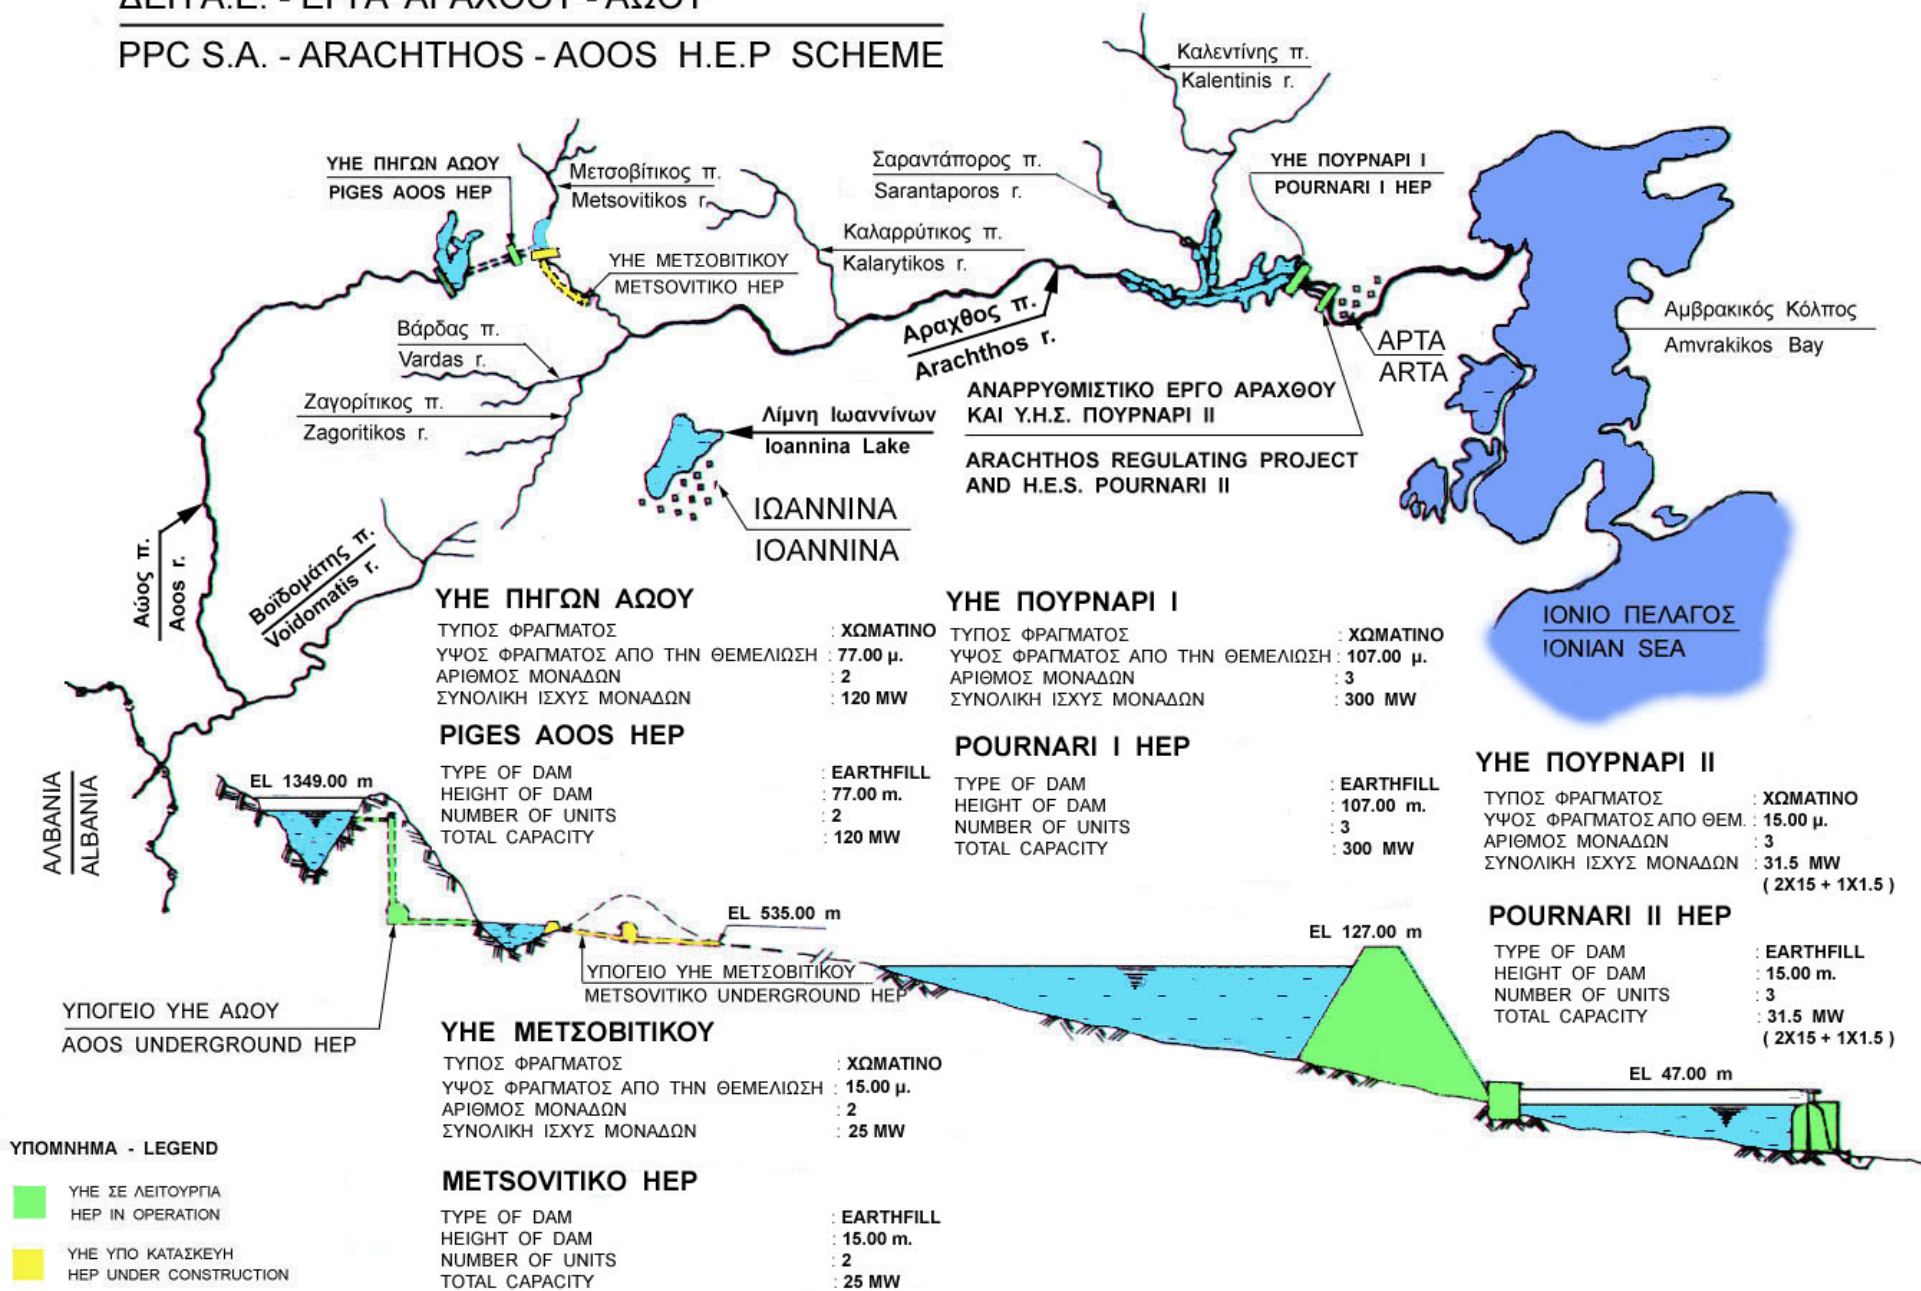 ΔΕΗ Α.Ε. - ΕΡΓΑ ΑΡΑΧΘΟΥ - ΑΩΟΥ
PPC S.A. - ARACHTHOS - AOOS H.E.P SCHEME
Καλεντίνης π.
Kalentinis r.
ΥΗΕ ΠΗΓΩΝ ΑΩΟΥ
PIGES AOOS HEP
Μετσοβίτικος π.
Metsovitikos r.
Σαραντάπορος π.
Sarantaporos r.
ΥΗΕ ΠΟΥΡΝΑΡΙ Ι
POURNARI I HEP
Καλαρρύτικος π.
Kalarytikos r.
ΥΗΕ ΜΕΤΣΟΒΙΤΙΚΟΥ
METSOVITIKO HEP
Βάρδας π.
Vardas r.
Αραχθος π.
Arachthos r.
ΑΡΤΑ
ARTA
Αμβρακικός Κόλπος
Amvrakikos Bay
Ζαγορίτικος π.
Zagoritikos r.
Λίμνη Ιωαννίνων
Ioannina Lake
ΑΝΑΡΡΥΘΜΙΣΤΙΚΟ ΕΡΓΟ ΑΡΑΧΘΟΥ
ΚΑΙ Υ.Η.Σ. ΠΟΥΡΝΑΡΙ ΙΙ
ARACHTHOS REGULATING PROJECT
AND H.E.S. POURNARI II
ΙΩΑΝΝΙΝΑ
IOANNINA
Αώος π.
Aoos r.
Βοϊδομάτης π.
Voidomatis r.
ΙΟΝΙΟ ΠΕΛΑΓΟΣ
IONIAN SEA
ΑΛΒΑΝΙΑ
ALBANIA
ΥΗΕ ΠΗΓΩΝ ΑΩΟΥ
ΤΥΠΟΣ ΦΡΑΓΜΑΤΟΣ : ΧΩΜΑΤΙΝΟ
ΥΨΟΣ ΦΡΑΓΜΑΤΟΣ ΑΠΟ ΤΗΝ ΘΕΜΕΛΙΩΣΗ : 77.00 μ.
ΑΡΙΘΜΟΣ ΜΟΝΑΔΩΝ : 2
ΣΥΝΟΛΙΚΗ ΙΣΧΥΣ ΜΟΝΑΔΩΝ : 120 MW
PIGES AOOS HEP
TYPE OF DAM : EARTHFILL
HEIGHT OF DAM : 77.00 m.
NUMBER OF UNITS : 2
TOTAL CAPACITY : 120 MW
ΥΗΕ ΠΟΥΡΝΑΡΙ Ι
ΤΥΠΟΣ ΦΡΑΓΜΑΤΟΣ : ΧΩΜΑΤΙΝΟ
ΥΨΟΣ ΦΡΑΓΜΑΤΟΣ ΑΠΟ ΤΗΝ ΘΕΜΕΛΙΩΣΗ : 107.00 μ.
ΑΡΙΘΜΟΣ ΜΟΝΑΔΩΝ : 3
ΣΥΝΟΛΙΚΗ ΙΣΧΥΣ ΜΟΝΑΔΩΝ : 300 MW
POURNARI I HEP
TYPE OF DAM : EARTHFILL
HEIGHT OF DAM : 107.00 m.
NUMBER OF UNITS : 3
TOTAL CAPACITY : 300 MW
ΥΗΕ ΠΟΥΡΝΑΡΙ ΙΙ
ΤΥΠΟΣ ΦΡΑΓΜΑΤΟΣ : ΧΩΜΑΤΙΝΟ
ΥΨΟΣ ΦΡΑΓΜΑΤΟΣ ΑΠΟ ΘΕΜ. : 15.00 μ.
ΑΡΙΘΜΟΣ ΜΟΝΑΔΩΝ : 3
ΣΥΝΟΛΙΚΗ ΙΣΧΥΣ ΜΟΝΑΔΩΝ : 31.5 MW
( 2X15 + 1X1.5 )
POURNARI II HEP
TYPE OF DAM : EARTHFILL
HEIGHT OF DAM : 15.00 m.
NUMBER OF UNITS : 3
TOTAL CAPACITY : 31.5 MW
( 2X15 + 1X1.5 )
EL 1349.00 m
EL 535.00 m
EL 127.00 m
EL 47.00 m
ΥΠΟΓΕΙΟ ΥΗΕ ΜΕΤΣΟΒΙΤΙΚΟΥ
METSOVITIKO UNDERGROUND HEP
ΥΠΟΓΕΙΟ ΥΗΕ ΑΩΟΥ
AOOS UNDERGROUND HEP
ΥΗΕ ΜΕΤΣΟΒΙΤΙΚΟΥ
ΤΥΠΟΣ ΦΡΑΓΜΑΤΟΣ : ΧΩΜΑΤΙΝΟ
ΥΨΟΣ ΦΡΑΓΜΑΤΟΣ ΑΠΟ ΤΗΝ ΘΕΜΕΛΙΩΣΗ : 15.00 μ.
ΑΡΙΘΜΟΣ ΜΟΝΑΔΩΝ : 2
ΣΥΝΟΛΙΚΗ ΙΣΧΥΣ ΜΟΝΑΔΩΝ : 25 MW
METSOVITIKO HEP
TYPE OF DAM : EARTHFILL
HEIGHT OF DAM : 15.00 m.
NUMBER OF UNITS : 2
TOTAL CAPACITY : 25 MW
ΥΠΟΜΝΗΜΑ - LEGEND
ΥΗΕ ΣΕ ΛΕΙΤΟΥΡΓΙΑ
HEP IN OPERATION
ΥΗΕ ΥΠΟ ΚΑΤΑΣΚΕΥΗ
HEP UNDER CONSTRUCTION